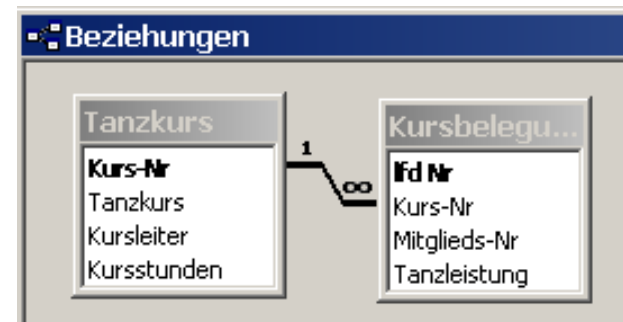 Beziehungen
Tanzkurs
Kurs-Nr
Tanzkurs
Kursleiter
Kursstunden
1
∞
Kursbelegu...
lfd Nr
Kurs-Nr
Mitglieds-Nr
Tanzleistung